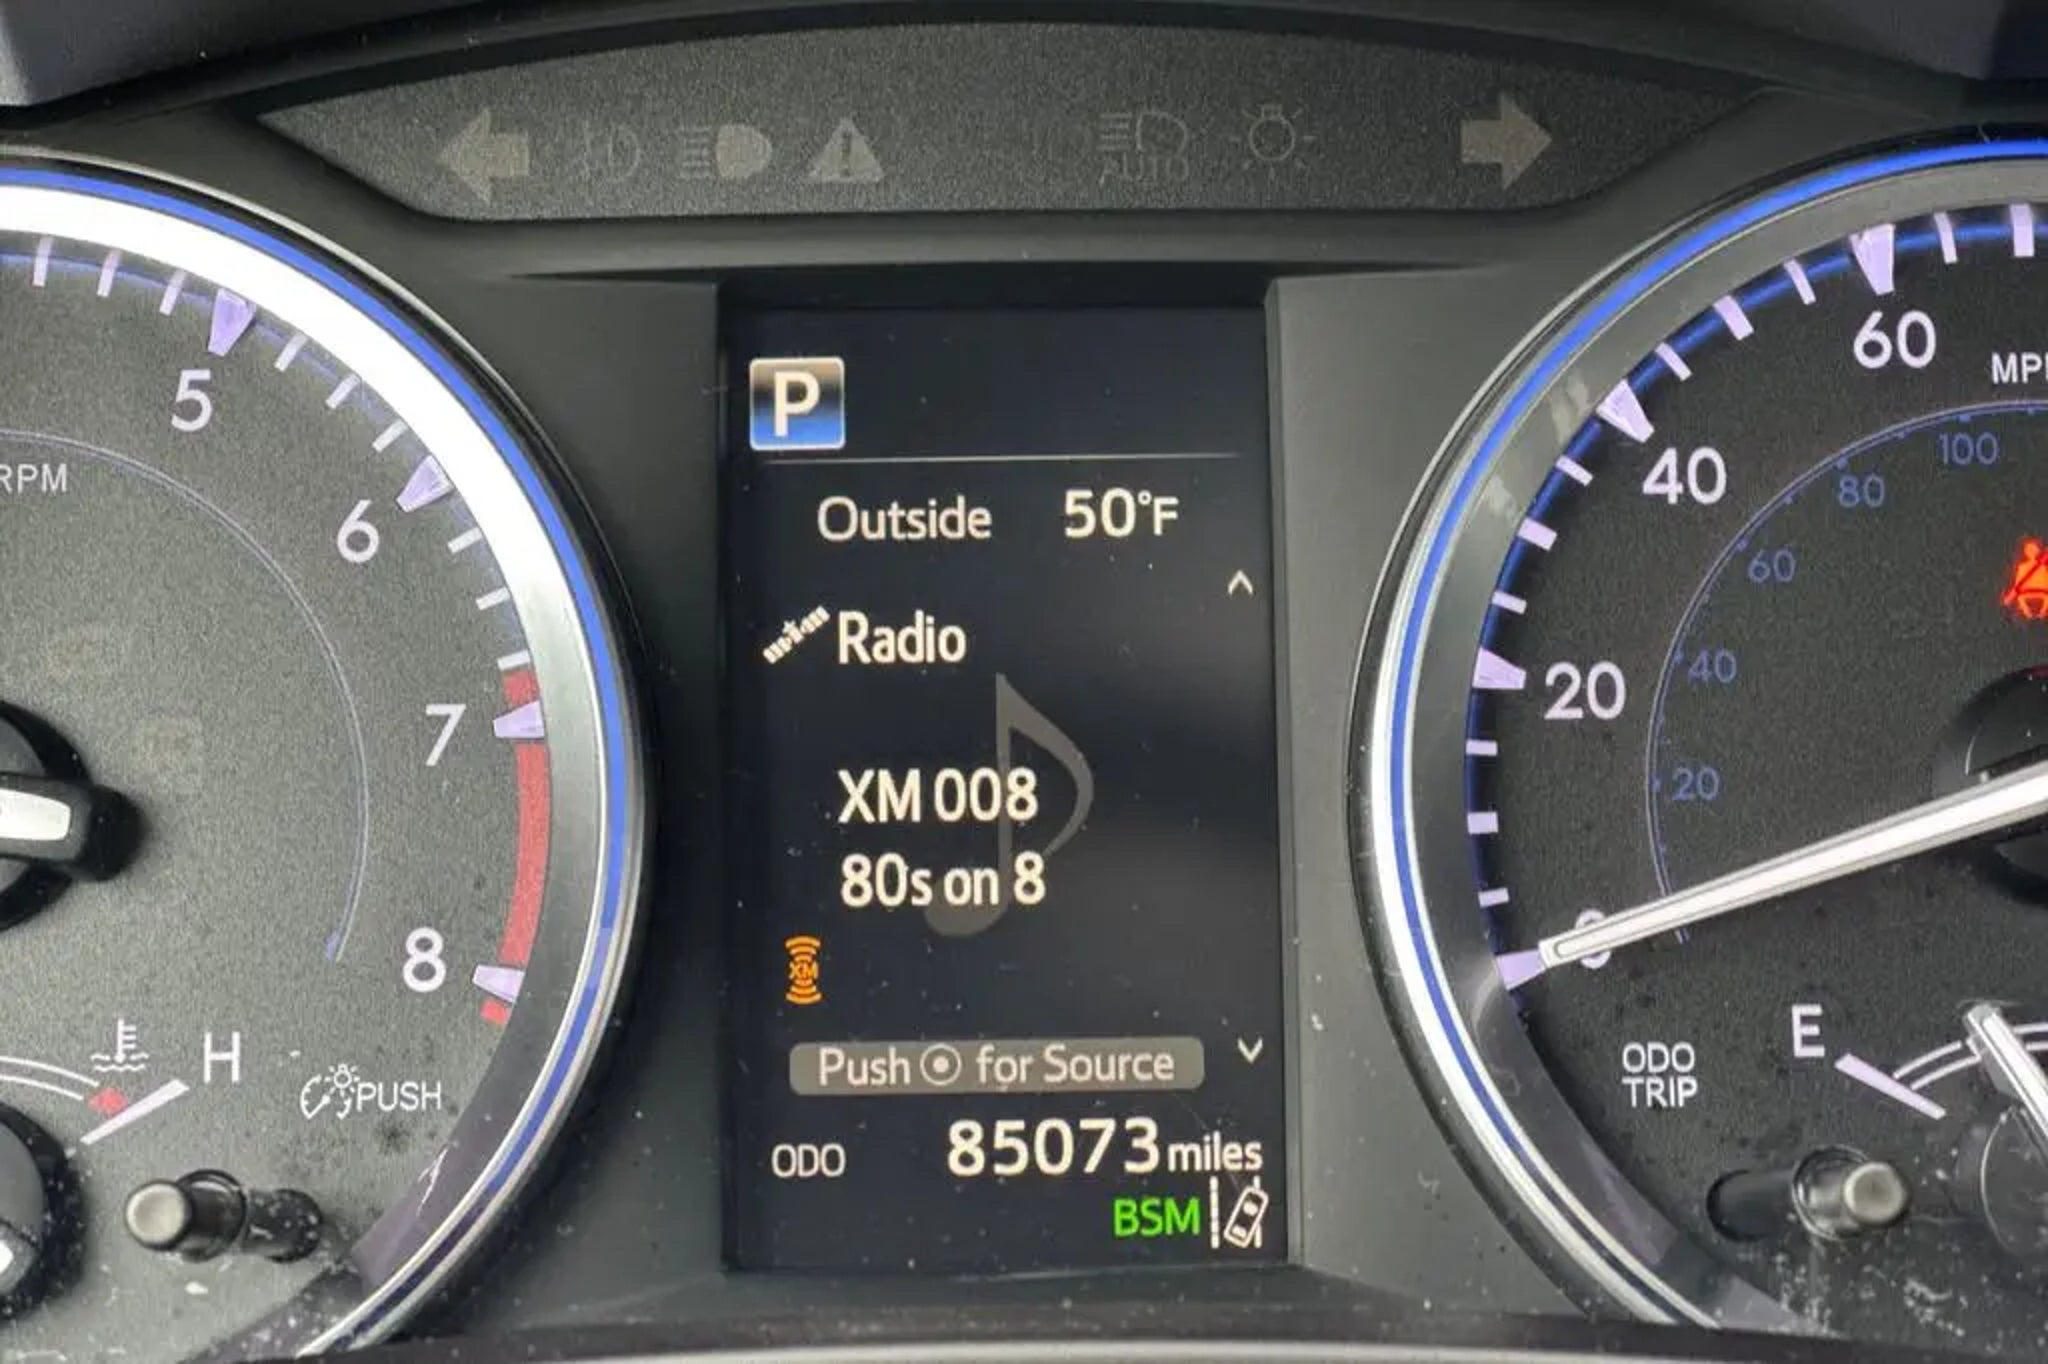 AUTO
5
6
7
8
RPM
H
PUSH
P
Outside 50°F
Radio
XM 008
80s on 8
XM
Push for Source
ODO 85073 miles
BSM
60
40
20
0
100
80
60
40
20
E
ODO
TRIP